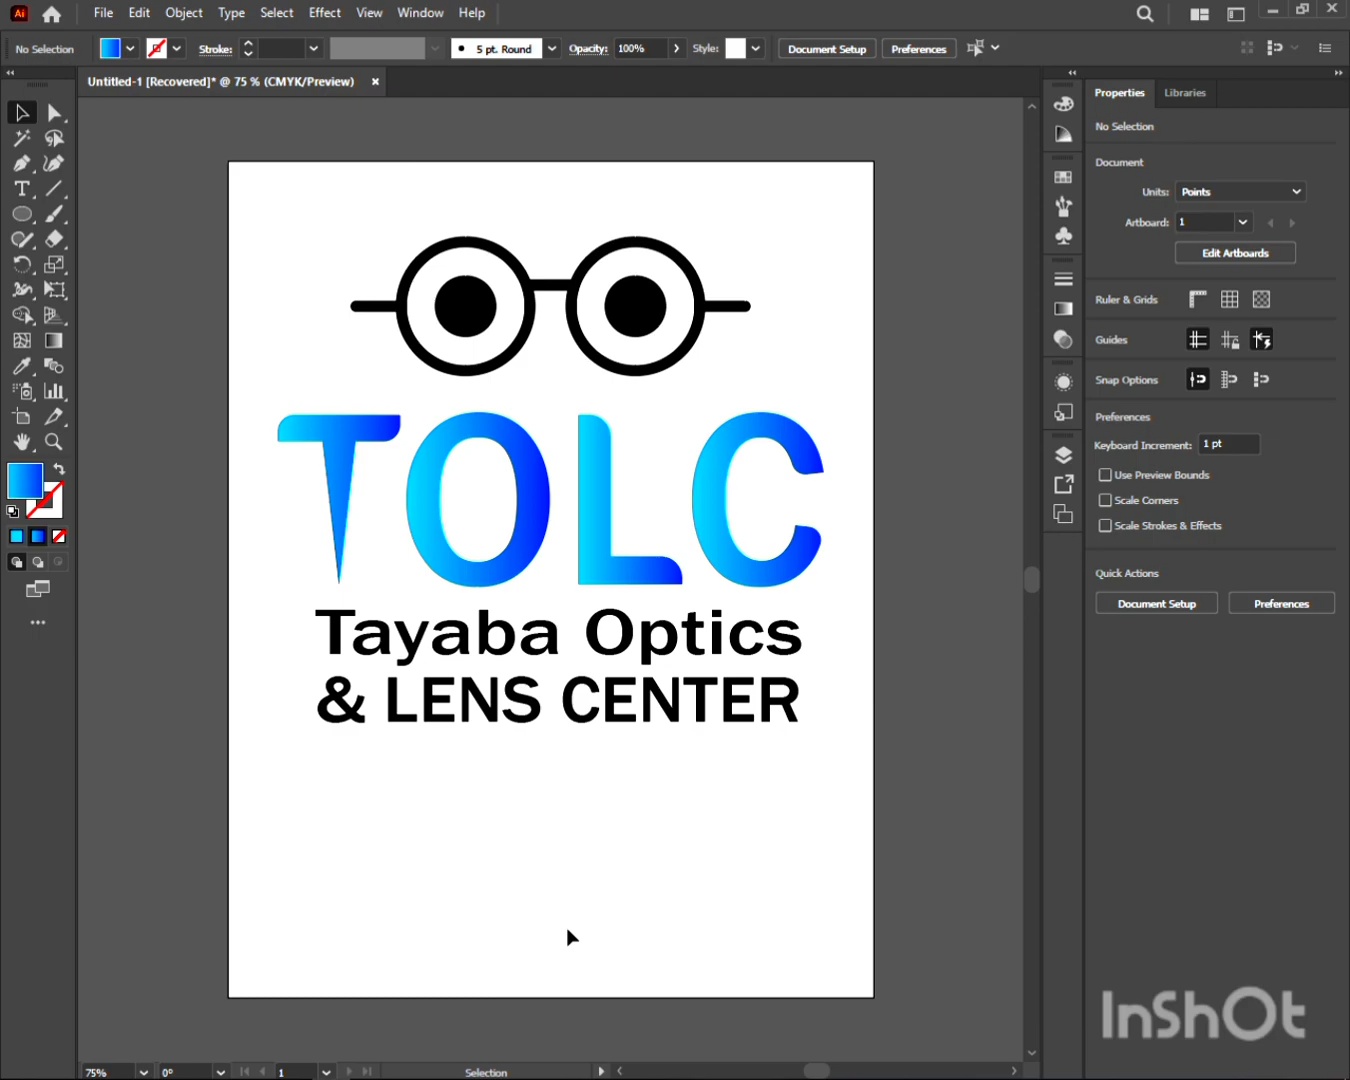 Ai File Edit Object Type Select Effect View Window Help
No Selection Stroke: 5 pt. Round Opacity: 100% Style: Document Setup Preferences
Untitled-1 [Recovered]* @ 75 % (CMYK/Preview)
Properties Libraries
No Selection
Document
Units: Points
Artboard: 1
Edit Artboards
Ruler & Grids
Guides
Snap Options
Preferences
Keyboard Increment: 1 pt
Use Preview Bounds
Scale Corners
Scale Strokes & Effects
Quick Actions
Document Setup Preferences
TOLC
Tayaba Optics
& LENS CENTER
InShOt
75% 0° 1 Selection